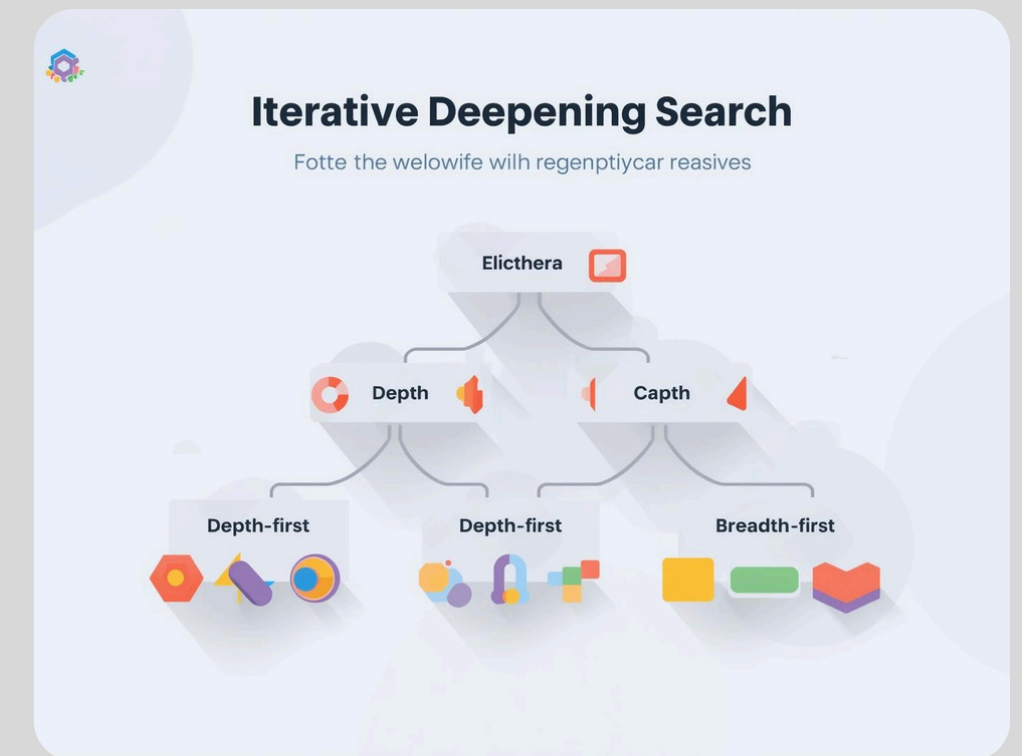 Iterative Deepening Search
Fotte the welowife wilh regenptiycar reasives
Elicthera
Depth
Capth
Depth-first
Depth-first
Breadth-first